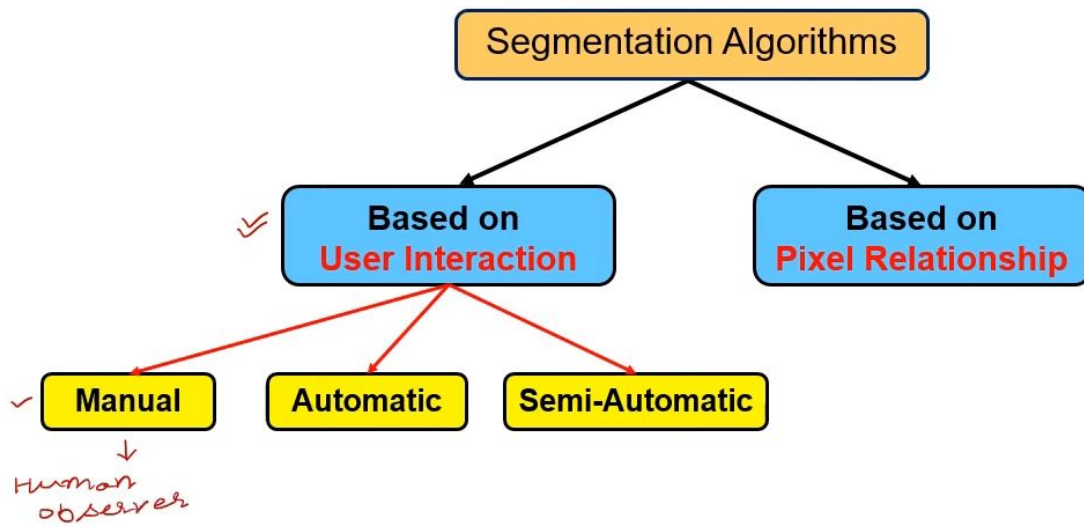 Segmentation Algorithms
Based on
User Interaction
Based on
Pixel Relationship
Manual
Automatic
Semi-Automatic
Human
observer